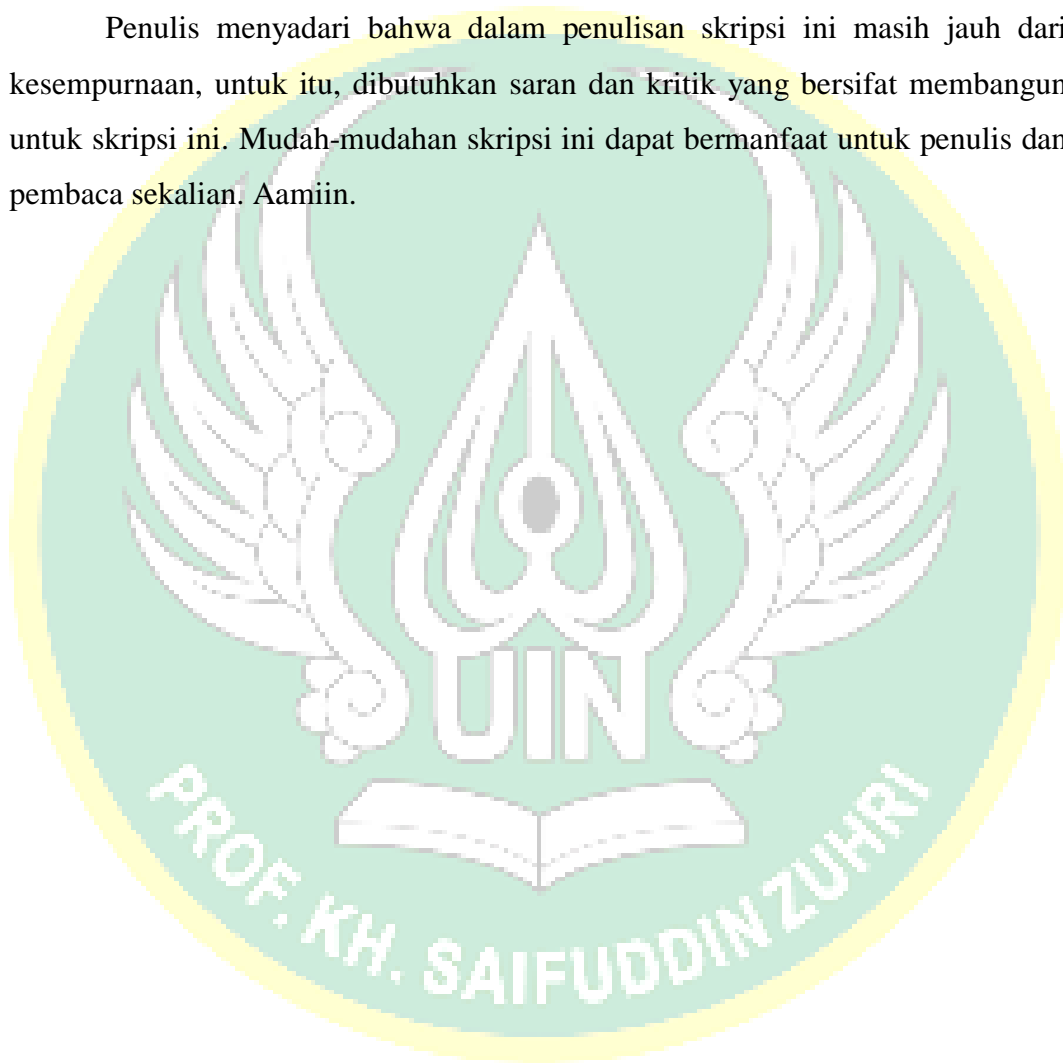 Penulis menyadari bahwa dalam penulisan skripsi ini masih jauh dari
kesempurnaan, untuk itu, dibutuhkan saran dan kritik yang bersifat membangun
untuk skripsi ini. Mudah-mudahan skripsi ini dapat bermanfaat untuk penulis dan
pembaca sekalian. Aamiin.
UIN
PROF. KH. SAIFUDDIN ZUHRI